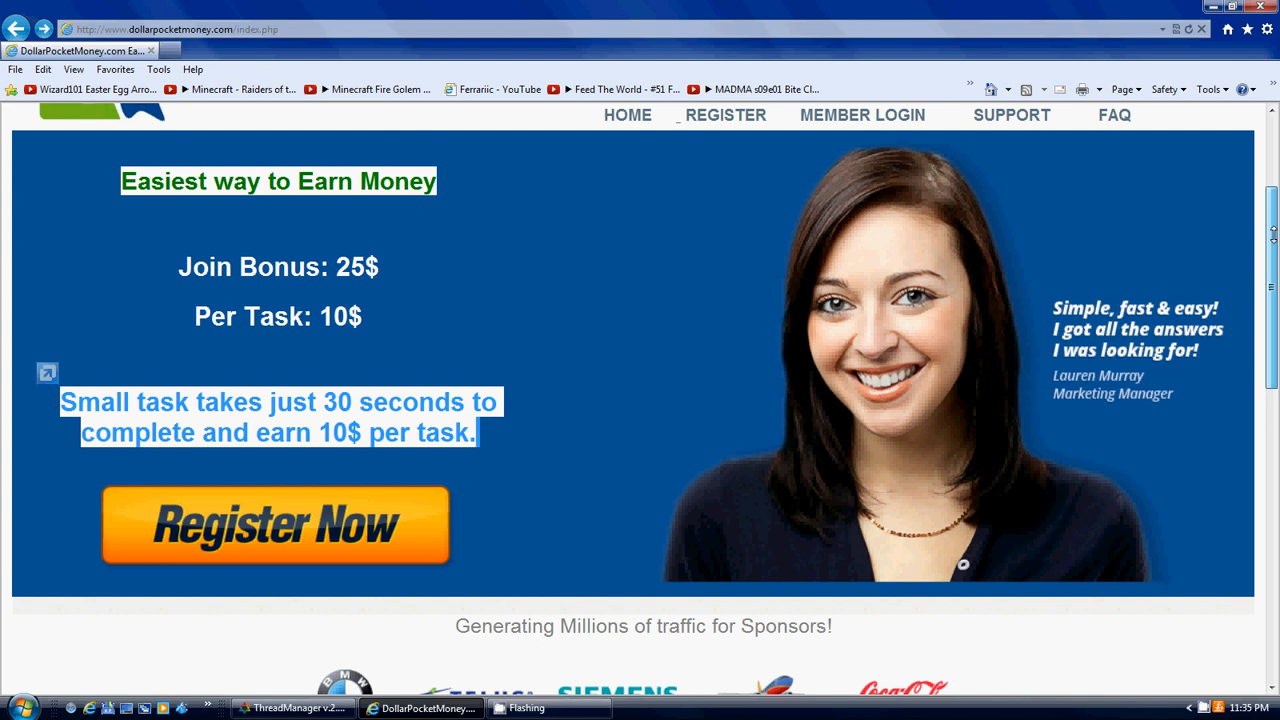 http://www.dollarpocketmoney.com/index.php
DollarPocketMoney.com Ea...
File Edit View Favorites Tools Help
Wizard101 Easter Egg Arro... Minecraft - Raiders of t... Minecraft Fire Golem ... Ferrariic - YouTube Feed The World - #51 F... MADMA s09e01 Bite Cl... Page Safety Tools
HOME REGISTER MEMBER LOGIN SUPPORT FAQ
Easiest way to Earn Money
Join Bonus: 25$
Per Task: 10$
Small task takes just 30 seconds to
complete and earn 10$ per task.
Register Now
Simple, fast & easy!
I got all the answers
I was looking for!
Lauren Murray
Marketing Manager
Generating Millions of traffic for Sponsors!
BMW TELUS SIEMENS Coca-Cola
ThreadManager v.2.... DollarPocketMoney.... Flashing 11:35 PM